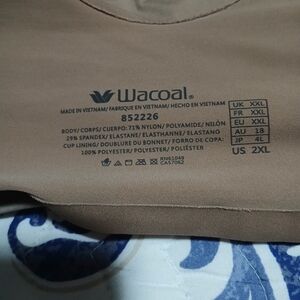 Wacoal®
MADE IN VIETNAM/ FABRIQUE EN VIETNAM/ HECHO EN VIETNAM
852226
BODY/ CORPS/ CUERPO: 71% NYLON/ POLYAMIDE/ NILÓN
29% SPANDEX/ ELASTANE/ ELASTHANNE/ ELASTANO
CUP LINING/ DOUBLURE DU BONNET/ FORRO DE COPA:
100% POLYESTER/ POLYESTER/ POLIÉSTER
RN61049
CA57062
UK XXL
FR XXL
EU XXL
AU 18
JP 4L
US 2XL